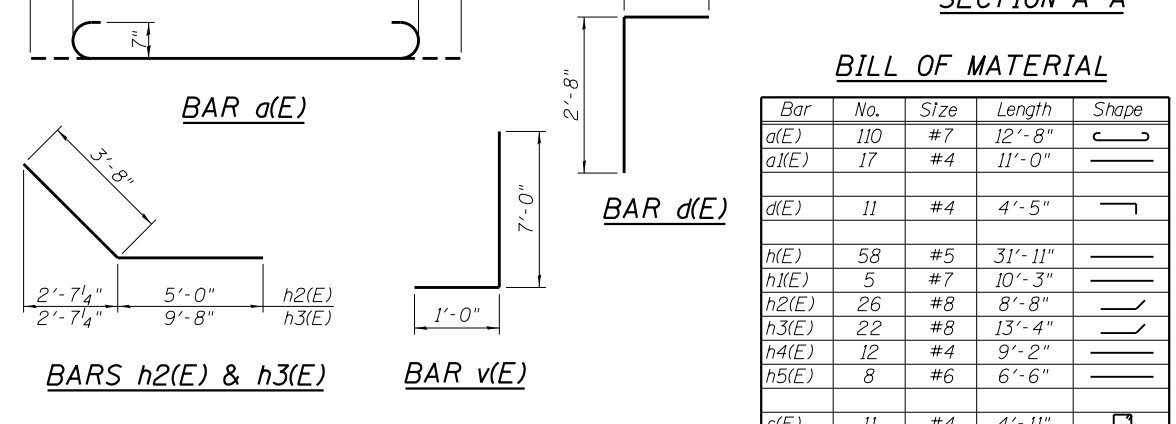 SECTION A-A
7"
BAR a(E)
3'-8"
2'-7¼" 5'-0" h2(E)
2'-7¼" 9'-8" h3(E)
BARS h2(E) & h3(E)
7'-0"
1'-0"
BAR v(E)
2'-8"
BAR d(E)
BILL OF MATERIAL
Bar No. Size Length Shape
a(E) 110 #7 12'-8"
a1(E) 17 #4 11'-0"
d(E) 11 #4 4'-5"
h(E) 58 #5 31'-11"
h1(E) 5 #7 10'-3"
h2(E) 26 #8 8'-8"
h3(E) 22 #8 13'-4"
h4(E) 12 #4 9'-2"
h5(E) 8 #6 6'-6"
11 #4 4'-11"